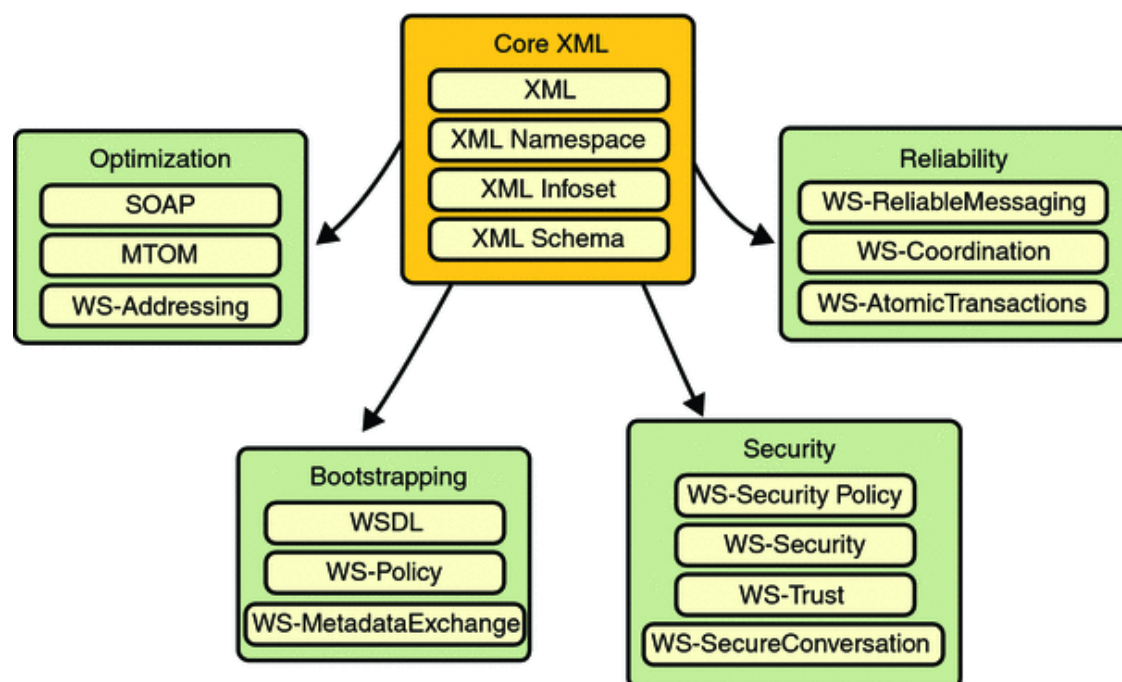 Core XML
XML
XML Namespace
XML Infoset
XML Schema
Optimization
SOAP
MTOM
WS-Addressing
Reliability
WS-ReliableMessaging
WS-Coordination
WS-AtomicTransactions
Bootstrapping
WSDL
WS-Policy
WS-MetadataExchange
Security
WS-Security Policy
WS-Security
WS-Trust
WS-SecureConversation